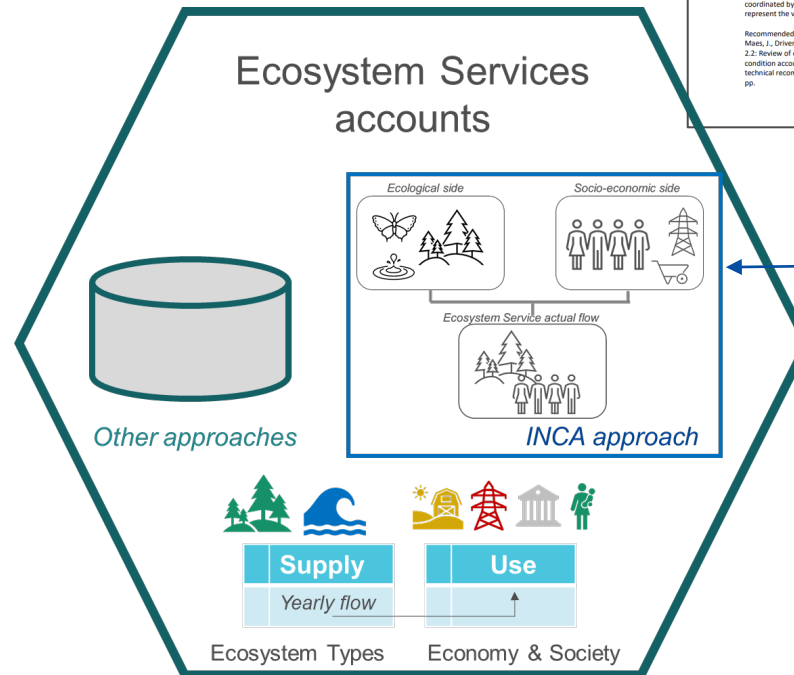 coordinated by
represent the v
Recommended
Maes, J., Driver
2.2: Review of
condition accou
technical recon
pp.
Ecosystem Services
accounts
Ecological side
Socio-economic side
Ecosystem Service actual flow
Other approaches
INCA approach
Supply
Use
Yearly flow
Ecosystem Types
Economy & Society